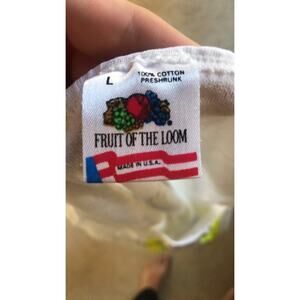 L
100% COTTON
PRESHRUNK
FRUIT OF THE LOOM
MADE IN U.S.A.